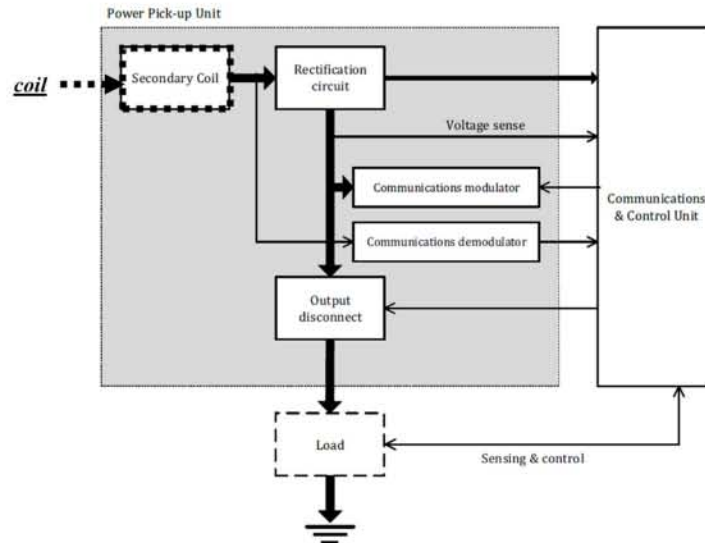 Power Pick-up Unit
coil
Secondary Coil
Rectification
circuit
Voltage sense
Communications modulator
Communications
& Control Unit
Communications demodulator
Output
disconnect
Load
Sensing & control